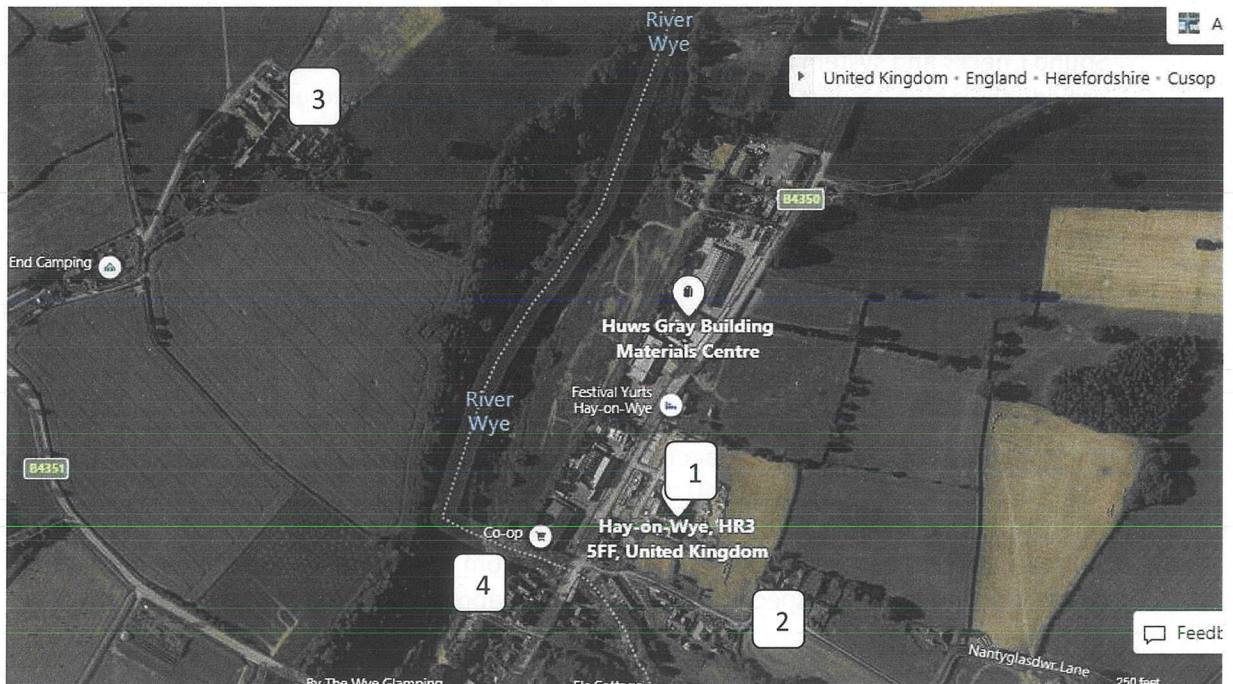 River
Wye
A
United Kingdom • England • Herefordshire • Cusop
3
B4350
End Camping
Huws Gray Building
Materials Centre
Festival Yurts
Hay-on-Wye
River
Wye
B4351
1
Hay-on-Wye, HR3
5FF, United Kingdom
Co-op
4
2
Feedb
Nantyglasdwr Lane
By The Wye Glamping
250 feet